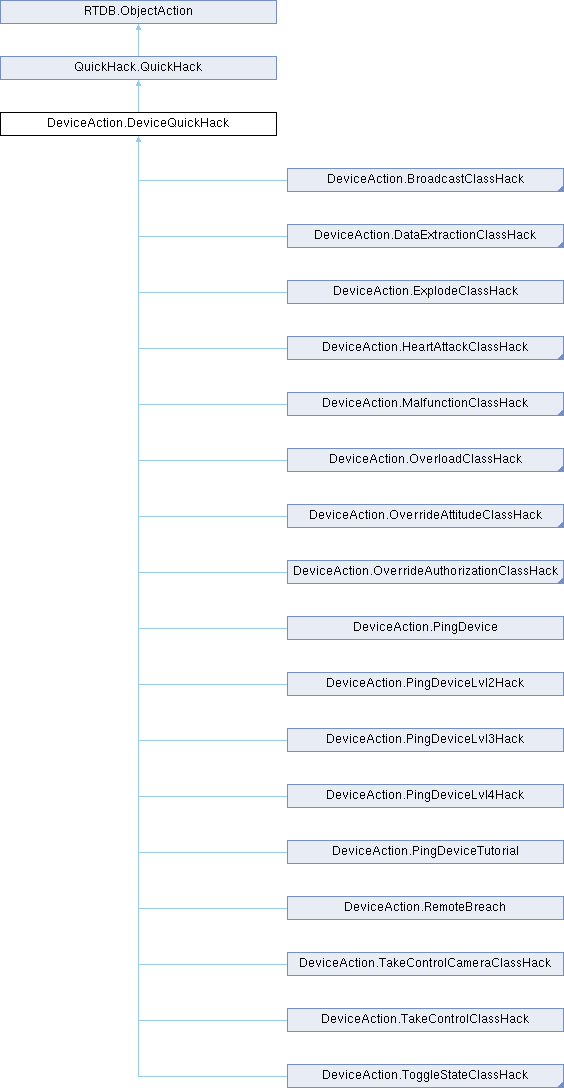 RTDB.ObjectAction
QuickHack.QuickHack
DeviceAction.DeviceQuickHack
DeviceAction.BroadcastClassHack
DeviceAction.DataExtractionClassHack
DeviceAction.ExplodeClassHack
DeviceAction.HeartAttackClassHack
DeviceAction.MalfunctionClassHack
DeviceAction.OverloadClassHack
DeviceAction.OverrideAttitudeClassHack
DeviceAction.OverrideAuthorizationClassHack
DeviceAction.PingDevice
DeviceAction.PingDeviceLvl2Hack
DeviceAction.PingDeviceLvl3Hack
DeviceAction.PingDeviceLvl4Hack
DeviceAction.PingDeviceTutorial
DeviceAction.RemoteBreach
DeviceAction.TakeControlCameraClassHack
DeviceAction.TakeControlClassHack
DeviceAction.ToggleStateClassHack